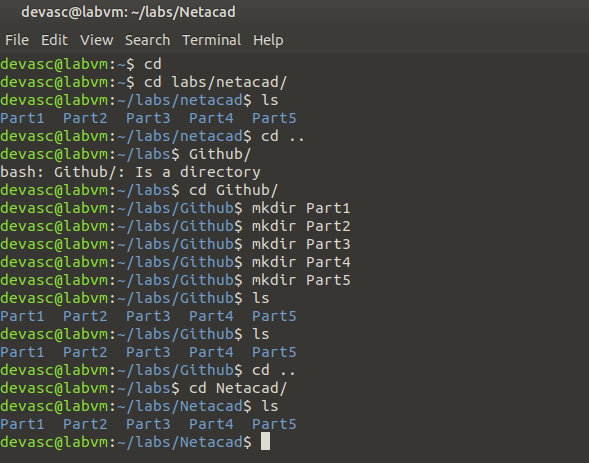 devasc@labvm: ~/labs/Netacad
File Edit View Search Terminal Help
devasc@labvm:~$ cd
devasc@labvm:~$ cd labs/netacad/
devasc@labvm:~/labs/netacad$ ls
Part1  Part2  Part3  Part4  Part5
devasc@labvm:~/labs/netacad$ cd ..
devasc@labvm:~/labs$ Github/
bash: Github/: Is a directory
devasc@labvm:~/labs$ cd Github/
devasc@labvm:~/labs/Github$ mkdir Part1
devasc@labvm:~/labs/Github$ mkdir Part2
devasc@labvm:~/labs/Github$ mkdir Part3
devasc@labvm:~/labs/Github$ mkdir Part4
devasc@labvm:~/labs/Github$ mkdir Part5
devasc@labvm:~/labs/Github$ ls
Part1  Part2  Part3  Part4  Part5
devasc@labvm:~/labs/Github$ ls
Part1  Part2  Part3  Part4  Part5
devasc@labvm:~/labs/Github$ cd ..
devasc@labvm:~/labs$ cd Netacad/
devasc@labvm:~/labs/Netacad$ ls
Part1  Part2  Part3  Part4  Part5
devasc@labvm:~/labs/Netacad$